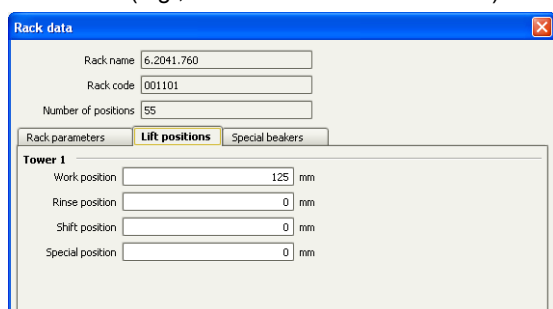 Rack data
Rack name 6.2041.760
Rack code 001101
Number of positions 55
Rack parameters Lift positions Special beakers
Tower 1
Work position 125 mm
Rinse position 0 mm
Shift position 0 mm
Special position 0 mm